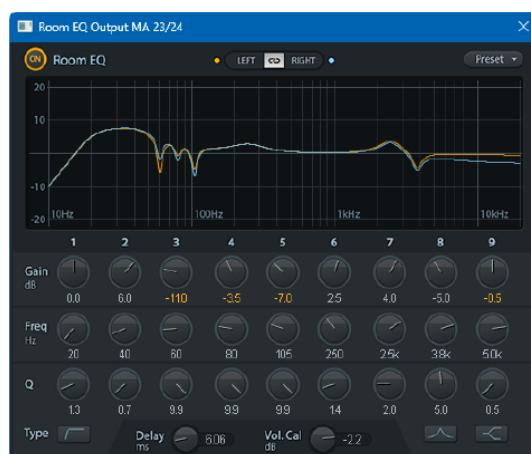 Room EQ Output MA 23/24
ON Room EQ LEFT RIGHT Preset
20
10
-10
-20 10Hz 100Hz 1kHz 10kHz
1 2 3 4 5 6 7 8 9
Gain
dB
0.0 6.0 -11.0 -3.5 -7.0 2.5 4.0 -5.0 -0.5
Freq
Hz
20 40 60 80 105 250 2.5k 3.8k 5.0k
Q
1.3 0.7 9.9 9.9 9.9 1.4 2.0 5.0 0.5
Type Delay ms 6.06 Vol. Cal dB -2.2